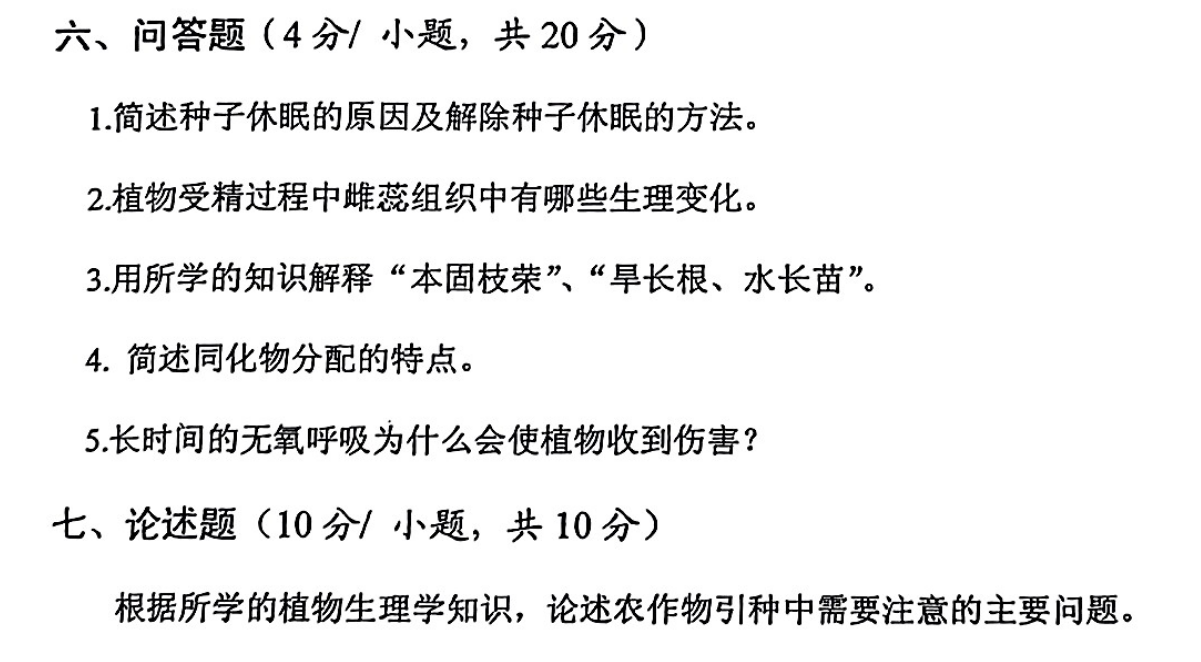 六、问答题（4分/ 小题，共20分）
1.简述种子休眠的原因及解除种子休眠的方法。
2.植物受精过程中雌蕊组织中有哪些生理变化。
3.用所学的知识解释“本固枝荣”、“旱长根、水长苗”。
4. 简述同化物分配的特点。
5.长时间的无氧呼吸为什么会使植物收到伤害？
七、论述题（10分/ 小题，共10分）
根据所学的植物生理学知识，论述农作物引种中需要注意的主要问题。